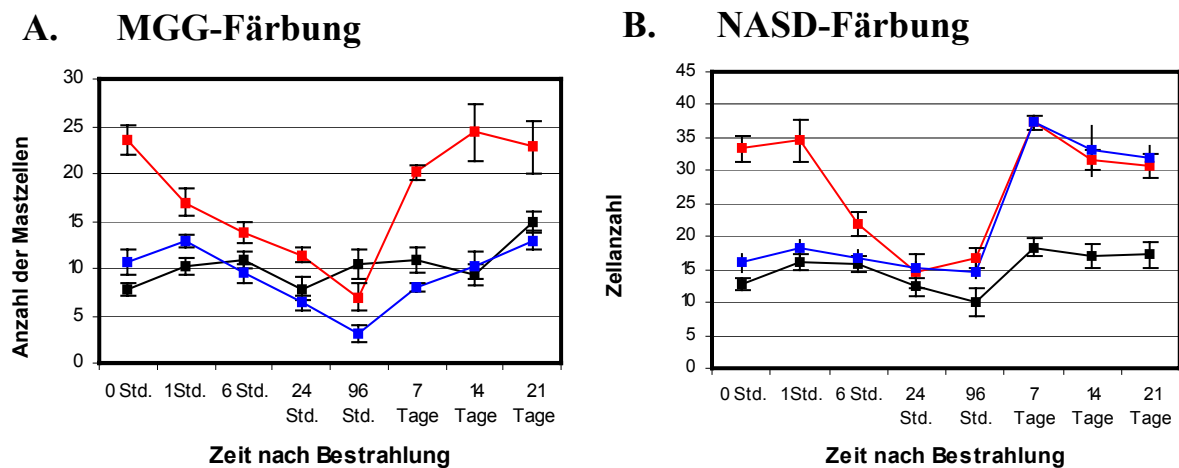 A. MGG-Färbung
Anzahl der Mastzellen
30
25
20
15
10
5
0
0 Std. 1Std. 6 Std. 24 Std. 96 Std. 7 Tage 14 Tage 21 Tage
Zeit nach Bestrahlung
B. NASD-Färbung
Zellanzahl
45
40
35
30
25
20
15
10
5
0
0 Std. 1 Std. 6 Std. 24 Std. 96 Std. 7 Tage 14 Tage 21 Tage
Zeit nach Bestrahlung